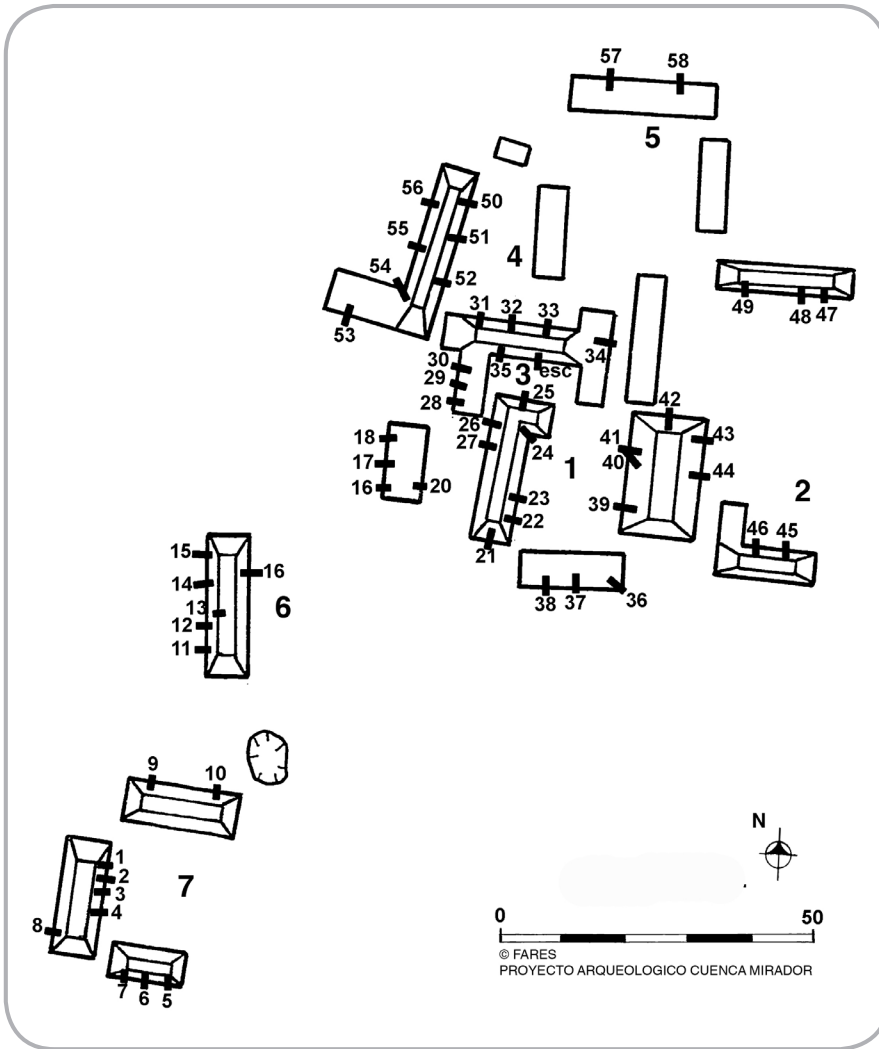 57 58
5
56 50
55 51
4
54 52
53
31 32 33
49 48 47
34
30 35 esc
29 3
28 25
42
26
18 41 43
27 24
17 40 1 44
16 20 23 39 2
22
21 46 45
15 16
14
38 37 36
13 6
12
11
9 10
N
1
2
7
3
4
8
0 50
7 6 5
© FARES
PROYECTO ARQUEOLOGICO CUENCA MIRADOR